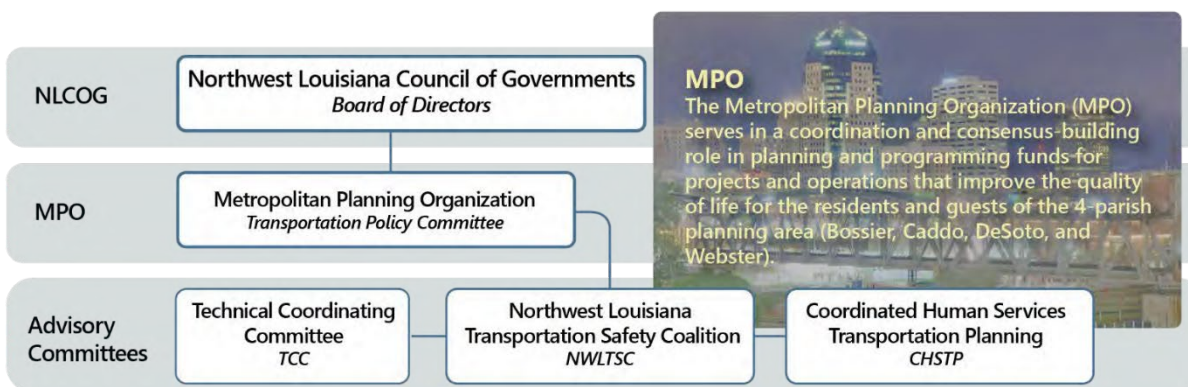 NLCOG
Northwest Louisiana Council of Governments
Board of Directors
MPO
Metropolitan Planning Organization
Transportation Policy Committee
Advisory
Committees
Technical Coordinating
Committee
TCC
Northwest Louisiana
Transportation Safety Coalition
NWLTSC
Coordinated Human Services
Transportation Planning
CHSTP
MPO
The Metropolitan Planning Organization (MPO)
serves in a coordination and consensus-building
role in planning and programming funds for
projects and operations that improve the quality
of life for the residents and guests of the 4-parish
planning area (Bossier, Caddo, DeSoto, and
Webster).